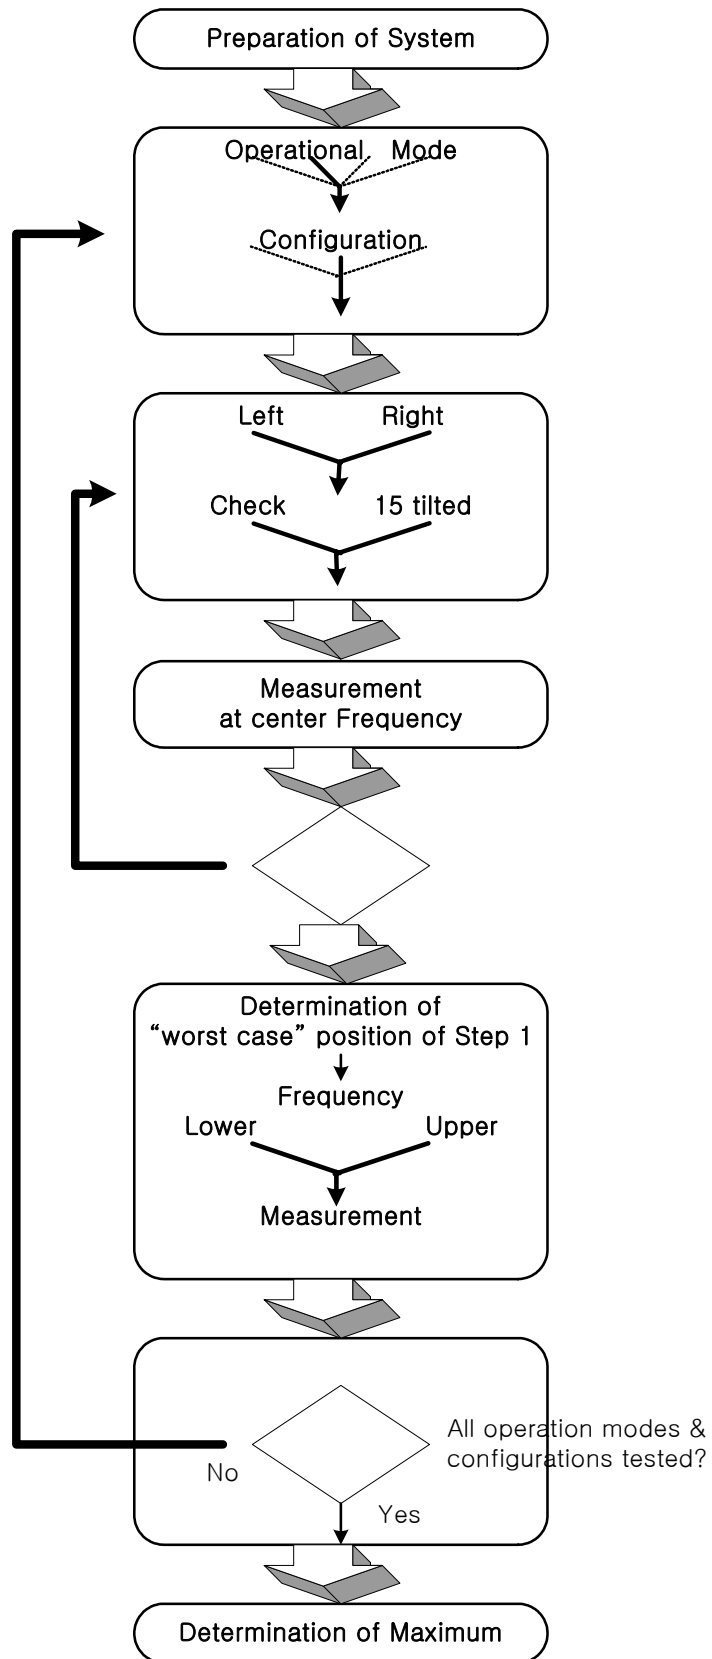 Preparation of System
Operational Mode
Configuration
Left Right
Check 15 tilted
Measurement
at center Frequency
Determination of
“worst case” position of Step 1
Frequency
Lower Upper
Measurement
All operation modes &
configurations tested?
No
Yes
Determination of Maximum